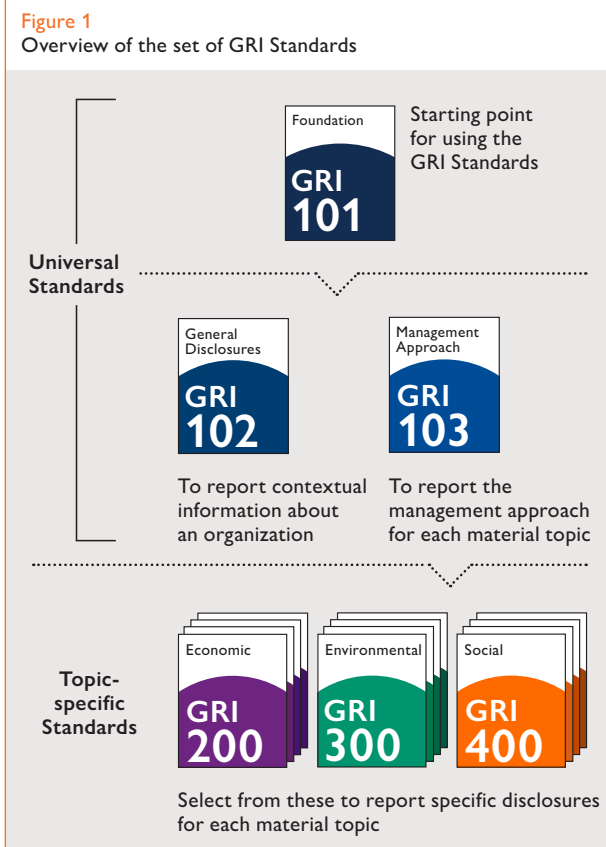 Figure 1
Overview of the set of GRI Standards
Foundation
GRI
101
Starting point
for using the
GRI Standards
Universal
Standards
General
Disclosures
GRI
102
To report contextual
information about
an organization
Management
Approach
GRI
103
To report the
management approach
for each material topic
Topic-
specific
Standards
Economic
GRI
200
Environmental
GRI
300
Social
GRI
400
Select from these to report specific disclosures
for each material topic